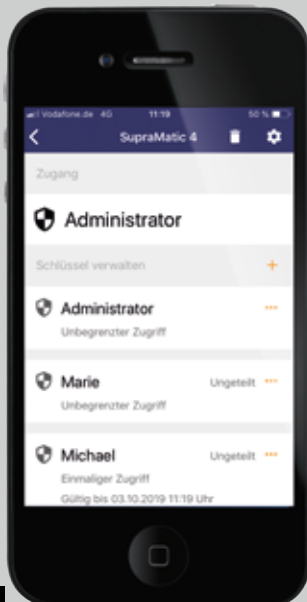 Vodafone.de 4G 11:19 50 %
SupraMatic 4
Zugang
Administrator
Schlüssel verwalten +
Administrator
Unbegrenzter Zugriff
Marie Ungeteilt
Unbegrenzter Zugriff
Michael Ungeteilt
Einmaliger Zugriff
Gültig bis 03.10.2019 11:19 Uhr